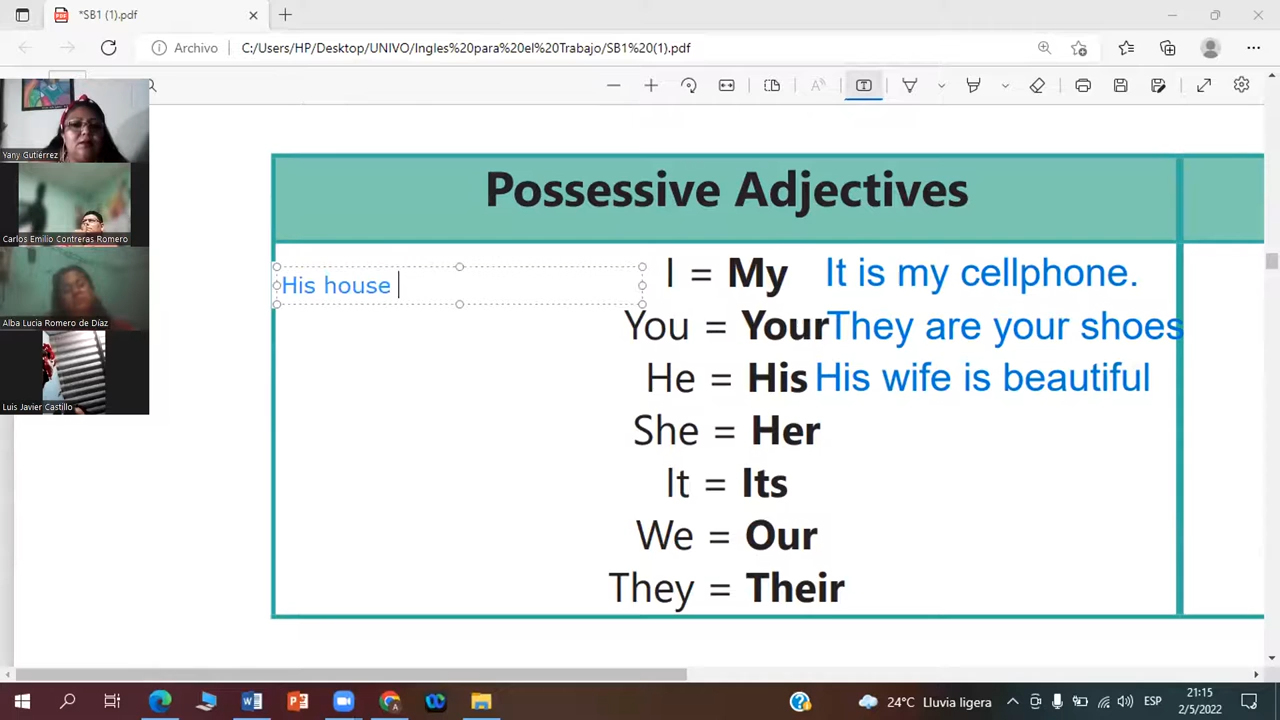 *SB1 (1).pdf
Archivo
C:/Users/HP/Desktop/UNIVO/Ingles%20para%20el%20Trabajo/SB1%20(1).pdf
Yany Gutiérrez
Carlos Emilio Contreras Romero
Alba Lucia Romero de Díaz
Luis Javier Castillo
Possessive Adjectives
His house
I = My It is my cellphone.
You = Your They are your shoes
He = His His wife is beautiful
She = Her
It = Its
We = Our
They = Their
24°C Lluvia ligera
ESP
21:15
2/5/2022